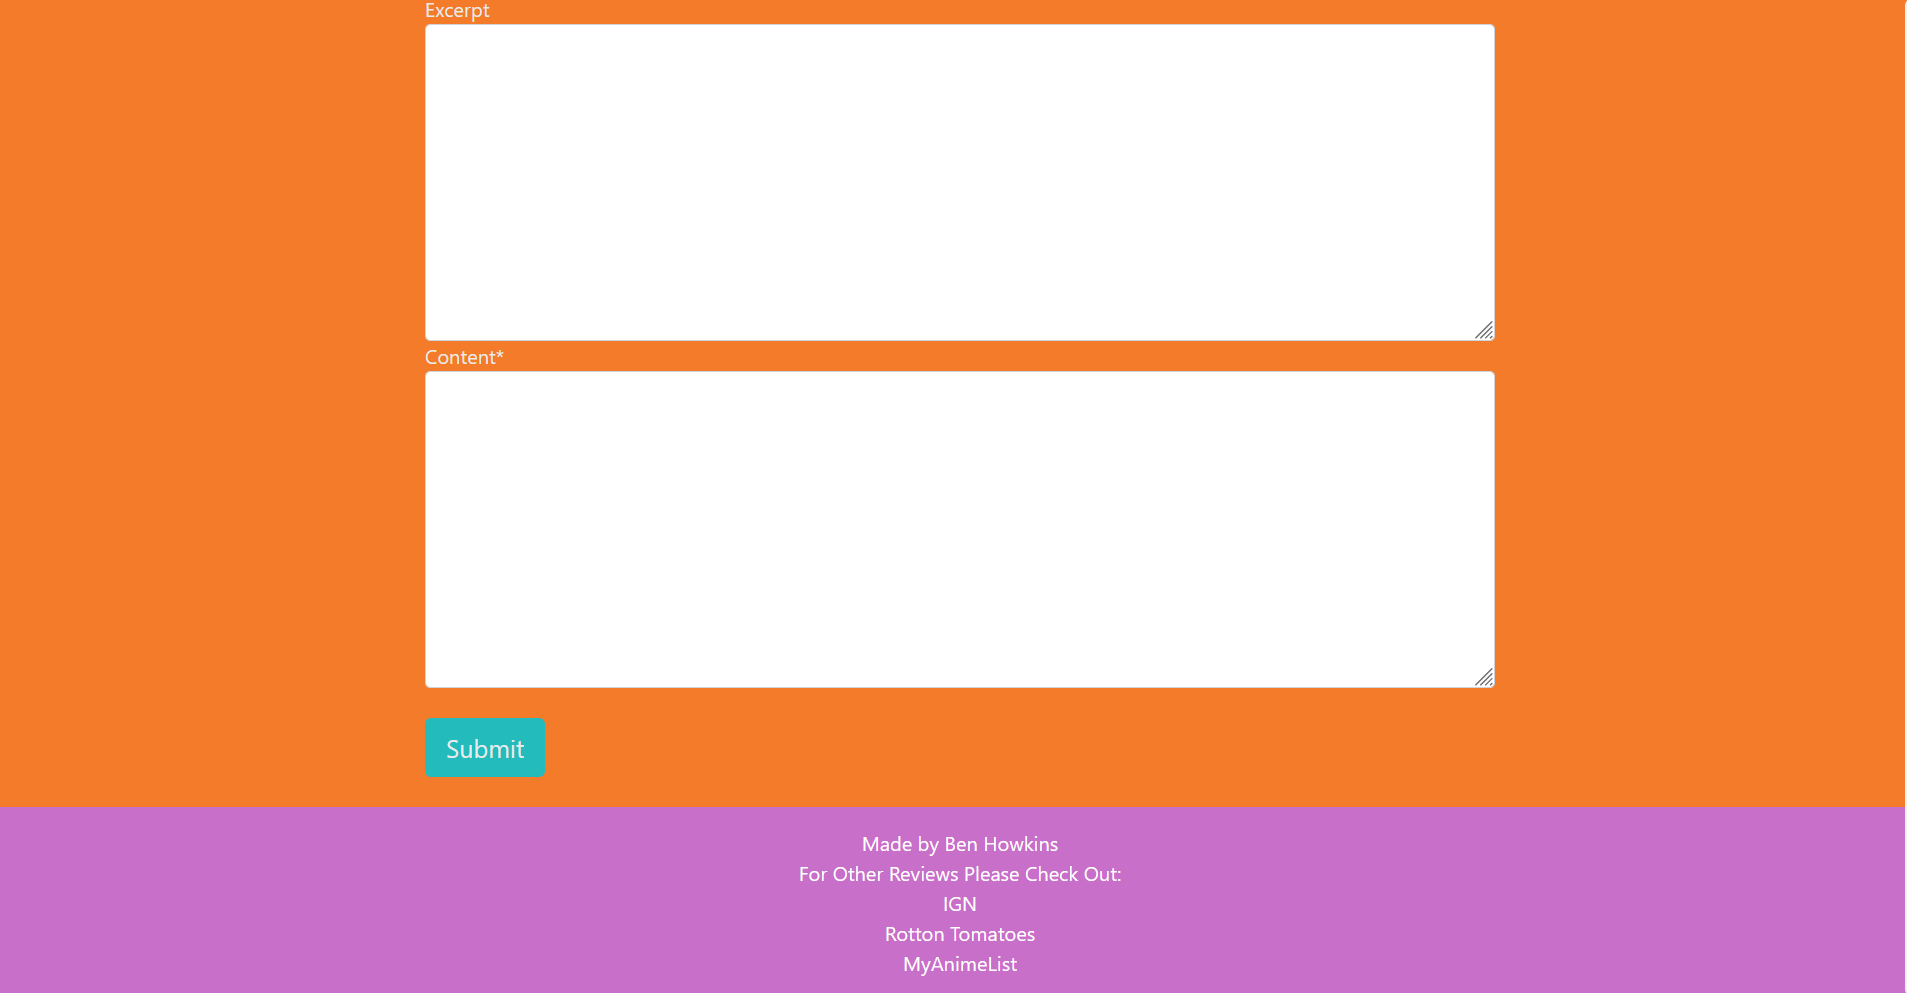 Excerpt
Content*
Submit
Made by Ben Howkins
For Other Reviews Please Check Out:
IGN
Rotton Tomatoes
MyAnimeList